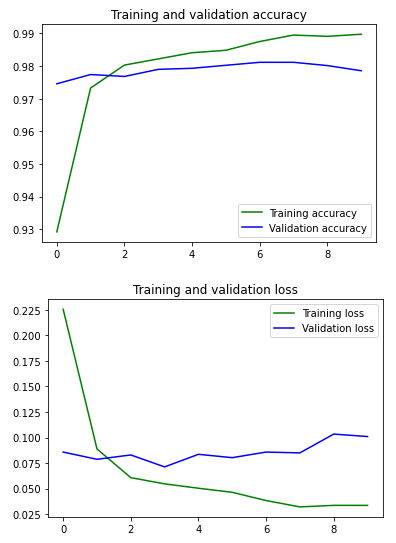 Training and validation accuracy
0.99
0.98
0.97
0.96
0.95
0.94
0.93
Training accuracy
Validation accuracy
0 2 4 6 8
Training and validation loss
0.225
0.200
0.175
0.150
0.125
0.100
0.075
0.050
0.025
Training loss
Validation loss
0 2 4 6 8